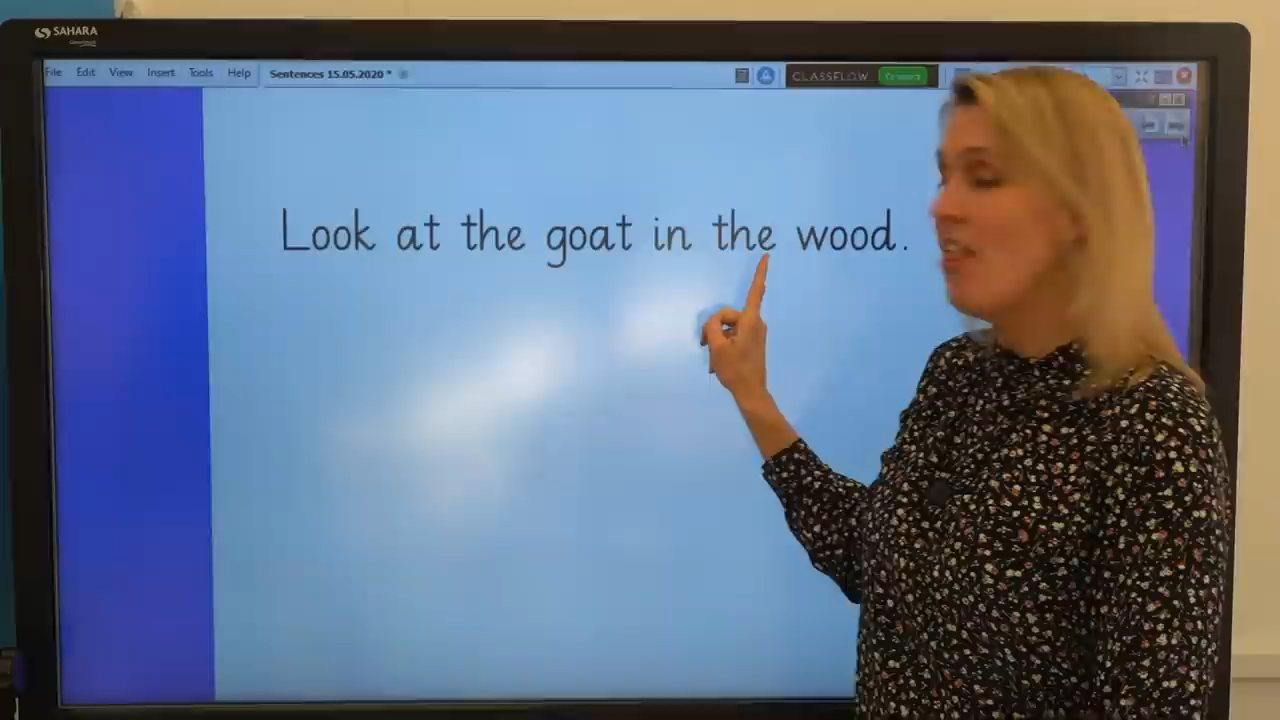 SAHARA
File Edit View Insert Tools Help Sentences 15.05.2020 * CLASSFLOW Connect
Look at the goat in the wood.